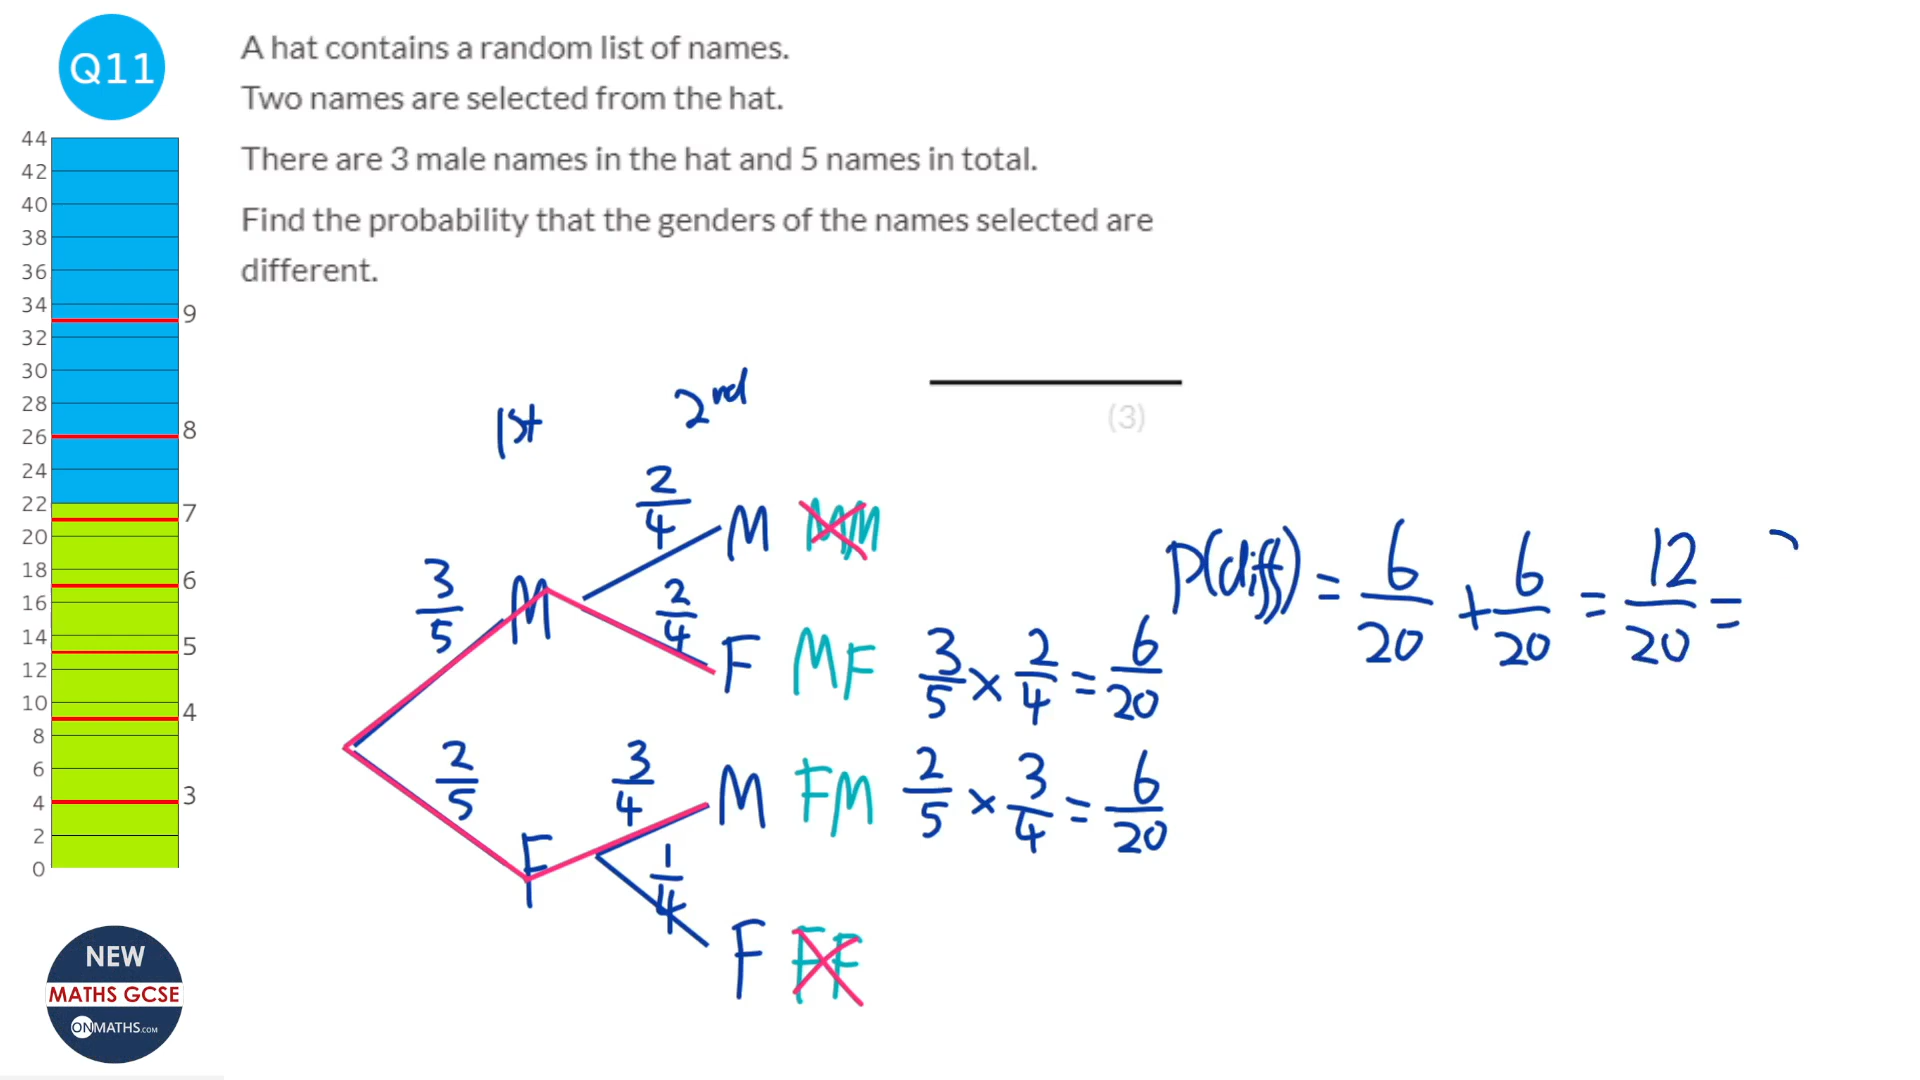 Q11
A hat contains a random list of names.
Two names are selected from the hat.
There are 3 male names in the hat and 5 names in total.
Find the probability that the genders of the names selected are
different.
(3)
44
42
40
38
36
34
32
30
28
26
24
22
20
18
16
14
12
10
8
6
4
2
0
9
8
7
6
5
4
3
1st 2nd
3/5 M 2/4 M MM
2/4 F MF 3/5 × 2/4 = 6/20
2/5 F 3/4 M FM 2/5 × 3/4 = 6/20
1/4 F FF
P(diff) = 6/20 + 6/20 = 12/20 =
NEW
MATHS GCSE
ONMATHS.COM